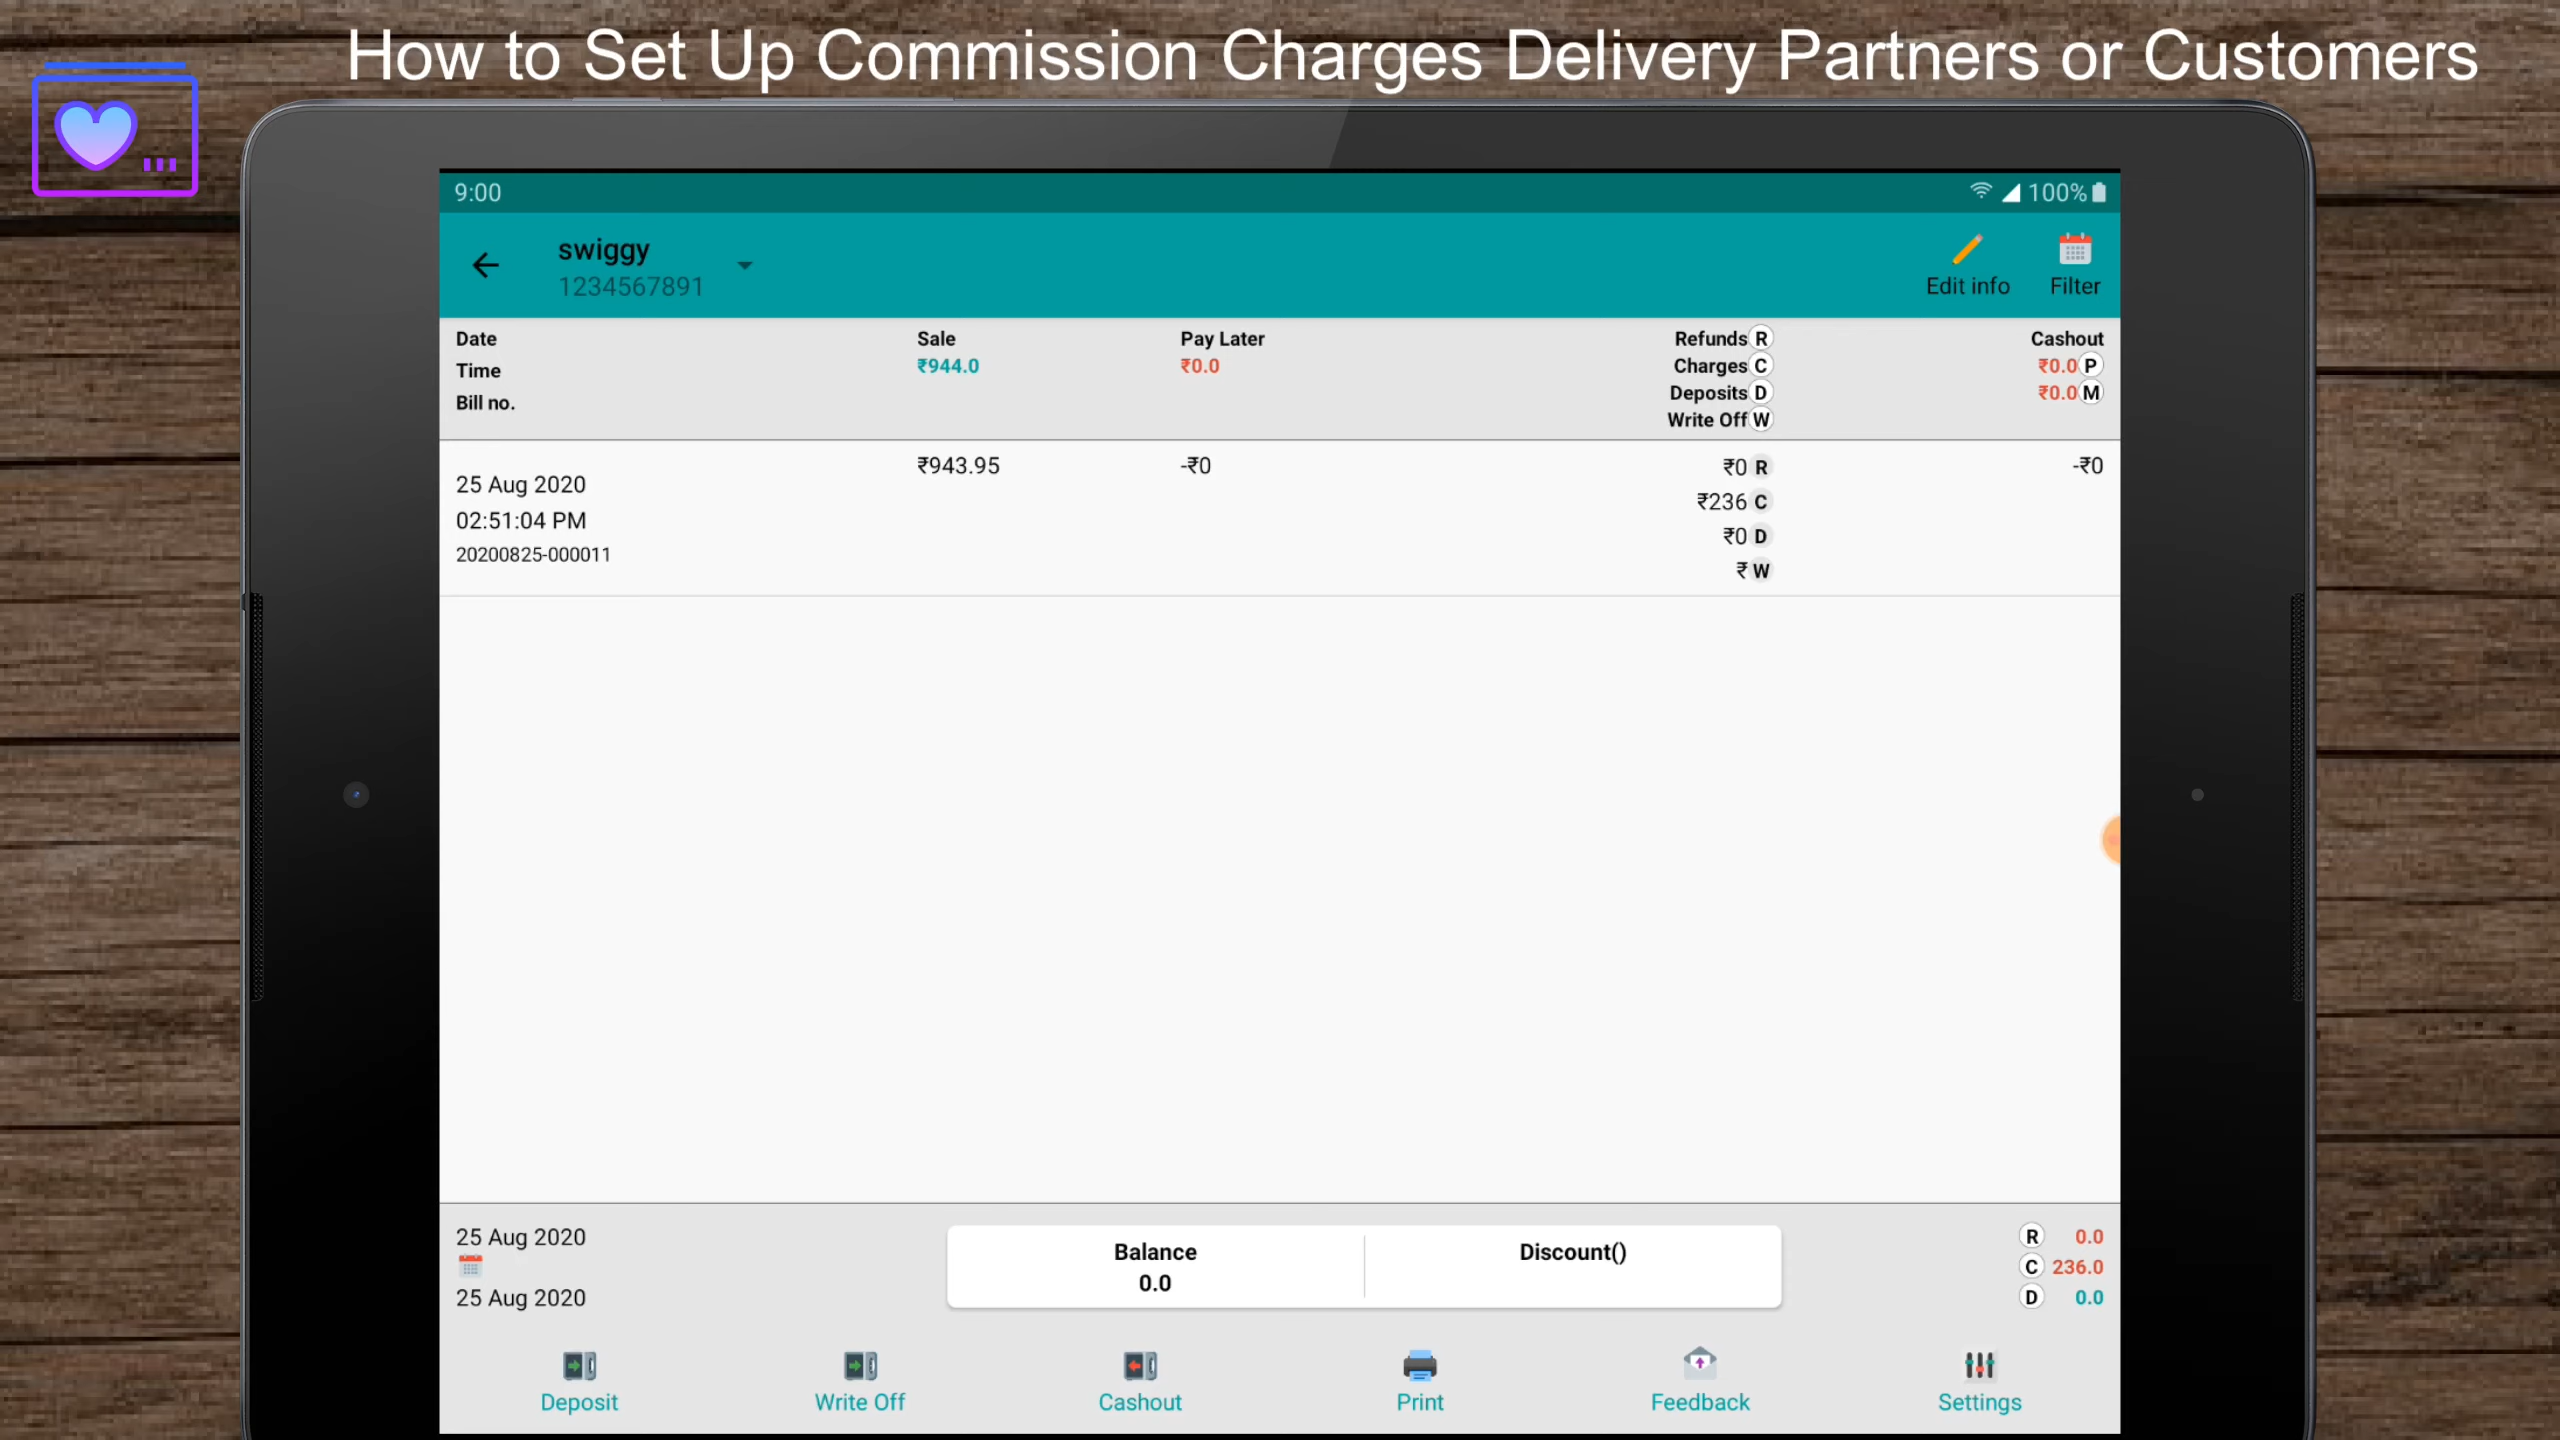 How to Set Up Commission Charges Delivery Partners or Customers
9:00
100%
swiggy
1234567891
Edit info
Filter
Date
Time
Bill no.
Sale
₹944.0
Pay Later
₹0.0
Refunds R
Charges C
Deposits D
Write Off W
Cashout
₹0.0 P
₹0.0 M
25 Aug 2020
02:51:04 PM
20200825-000011
₹943.95
-₹0
₹0 R
₹236 C
₹0 D
₹ W
-₹0
25 Aug 2020
25 Aug 2020
Balance
0.0
Discount()
R 0.0
C 236.0
D 0.0
Deposit
Write Off
Cashout
Print
Feedback
Settings